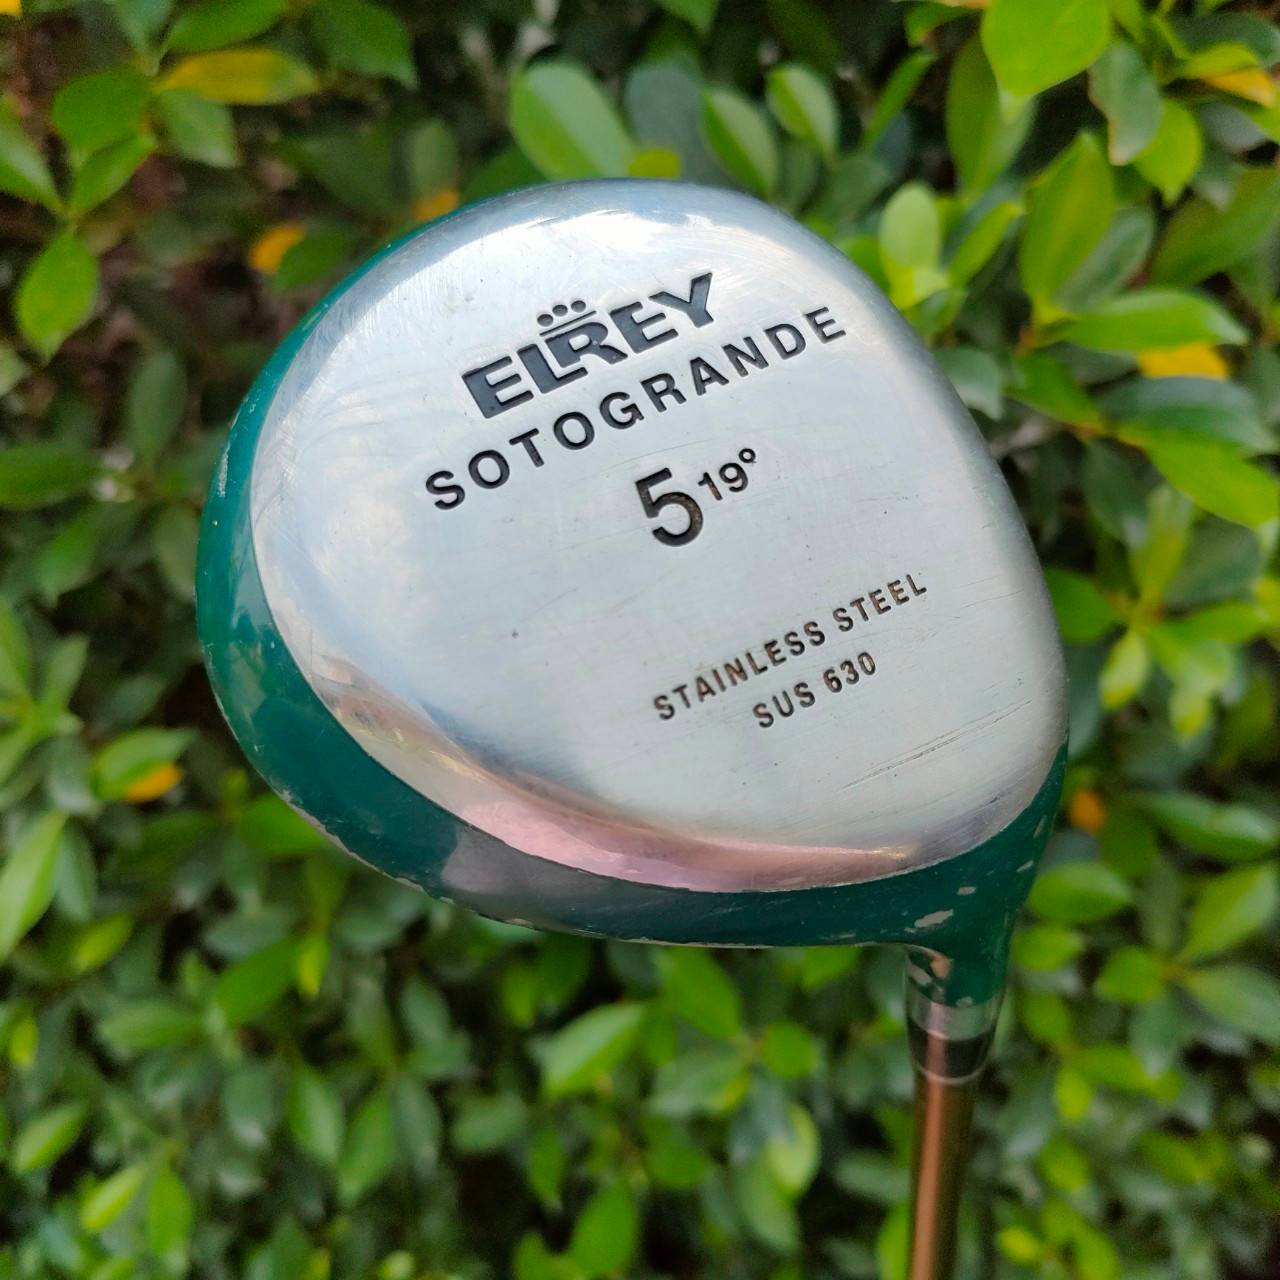 ELREY
SOTOGRANDE
5 19°
STAINLESS STEEL
SUS 630